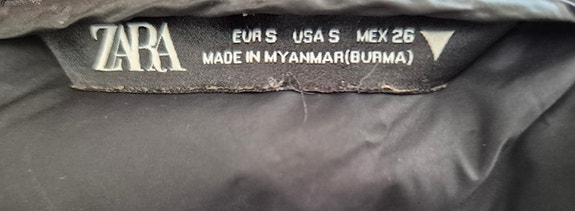 ZARA
EUR S USA S MEX 26
MADE IN MYANMAR(BURMA)